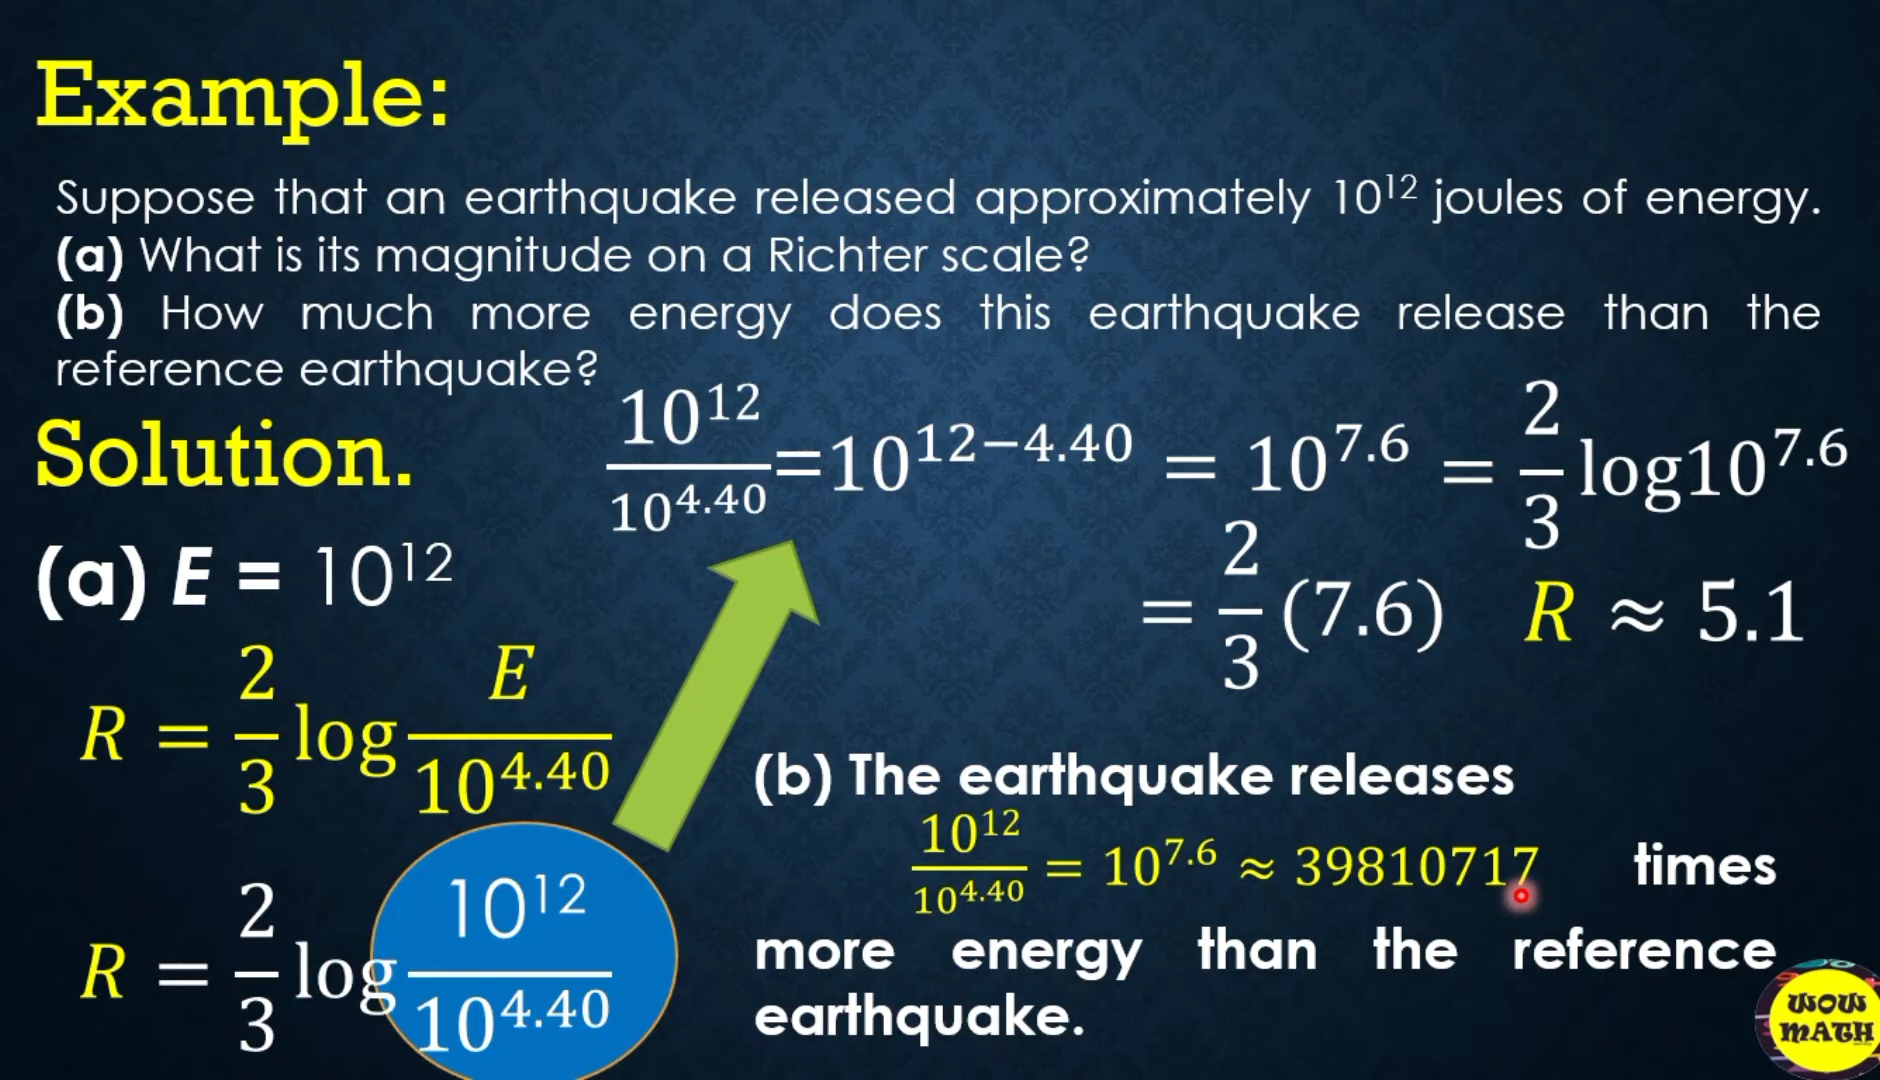 Example:
Suppose that an earthquake released approximately 10¹² joules of energy.
(a) What is its magnitude on a Richter scale?
(b) How much more energy does this earthquake release than the
reference earthquake?
Solution.
10¹²/10⁴·⁴⁰ = 10¹²⁻⁴·⁴⁰ = 10⁷·⁶ = 2/3 log10⁷·⁶
= 2/3 (7.6) R ≈ 5.1
(a) E = 10¹²
R = 2/3 log E/10⁴·⁴⁰
R = 2/3 log 10¹²/10⁴·⁴⁰
(b) The earthquake releases
10¹²/10⁴·⁴⁰ = 10⁷·⁶ ≈ 39810717 times
more energy than the reference
earthquake.
WOW
MATH